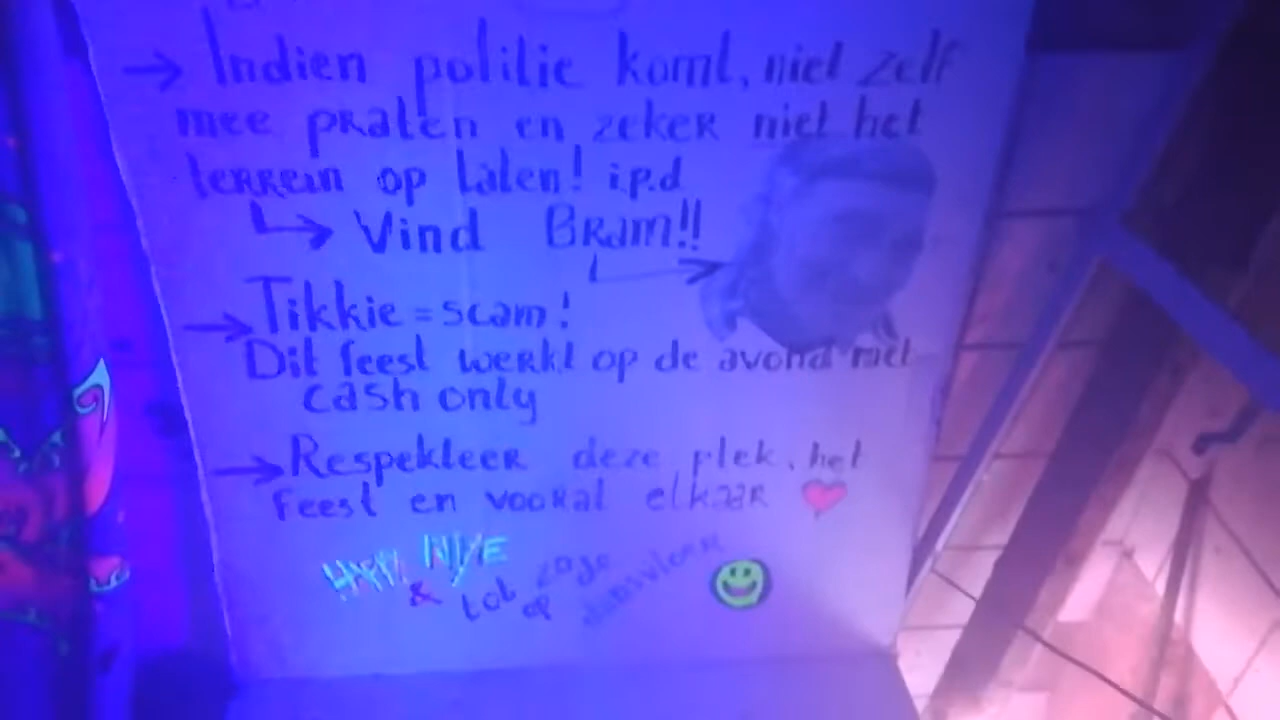 → Indien politie komt, niet zelf
mee praten en zeker niet het
terrein op laten! i.p.d
↳ Vind Bram!!
→ Tikkie = scam!
Dit feest werkt op de avond met
cash only
→ Respekteer deze plek, het
feest en vooral elkaar ♥
HAPPY NYE
& tot zo je
op dansvloer